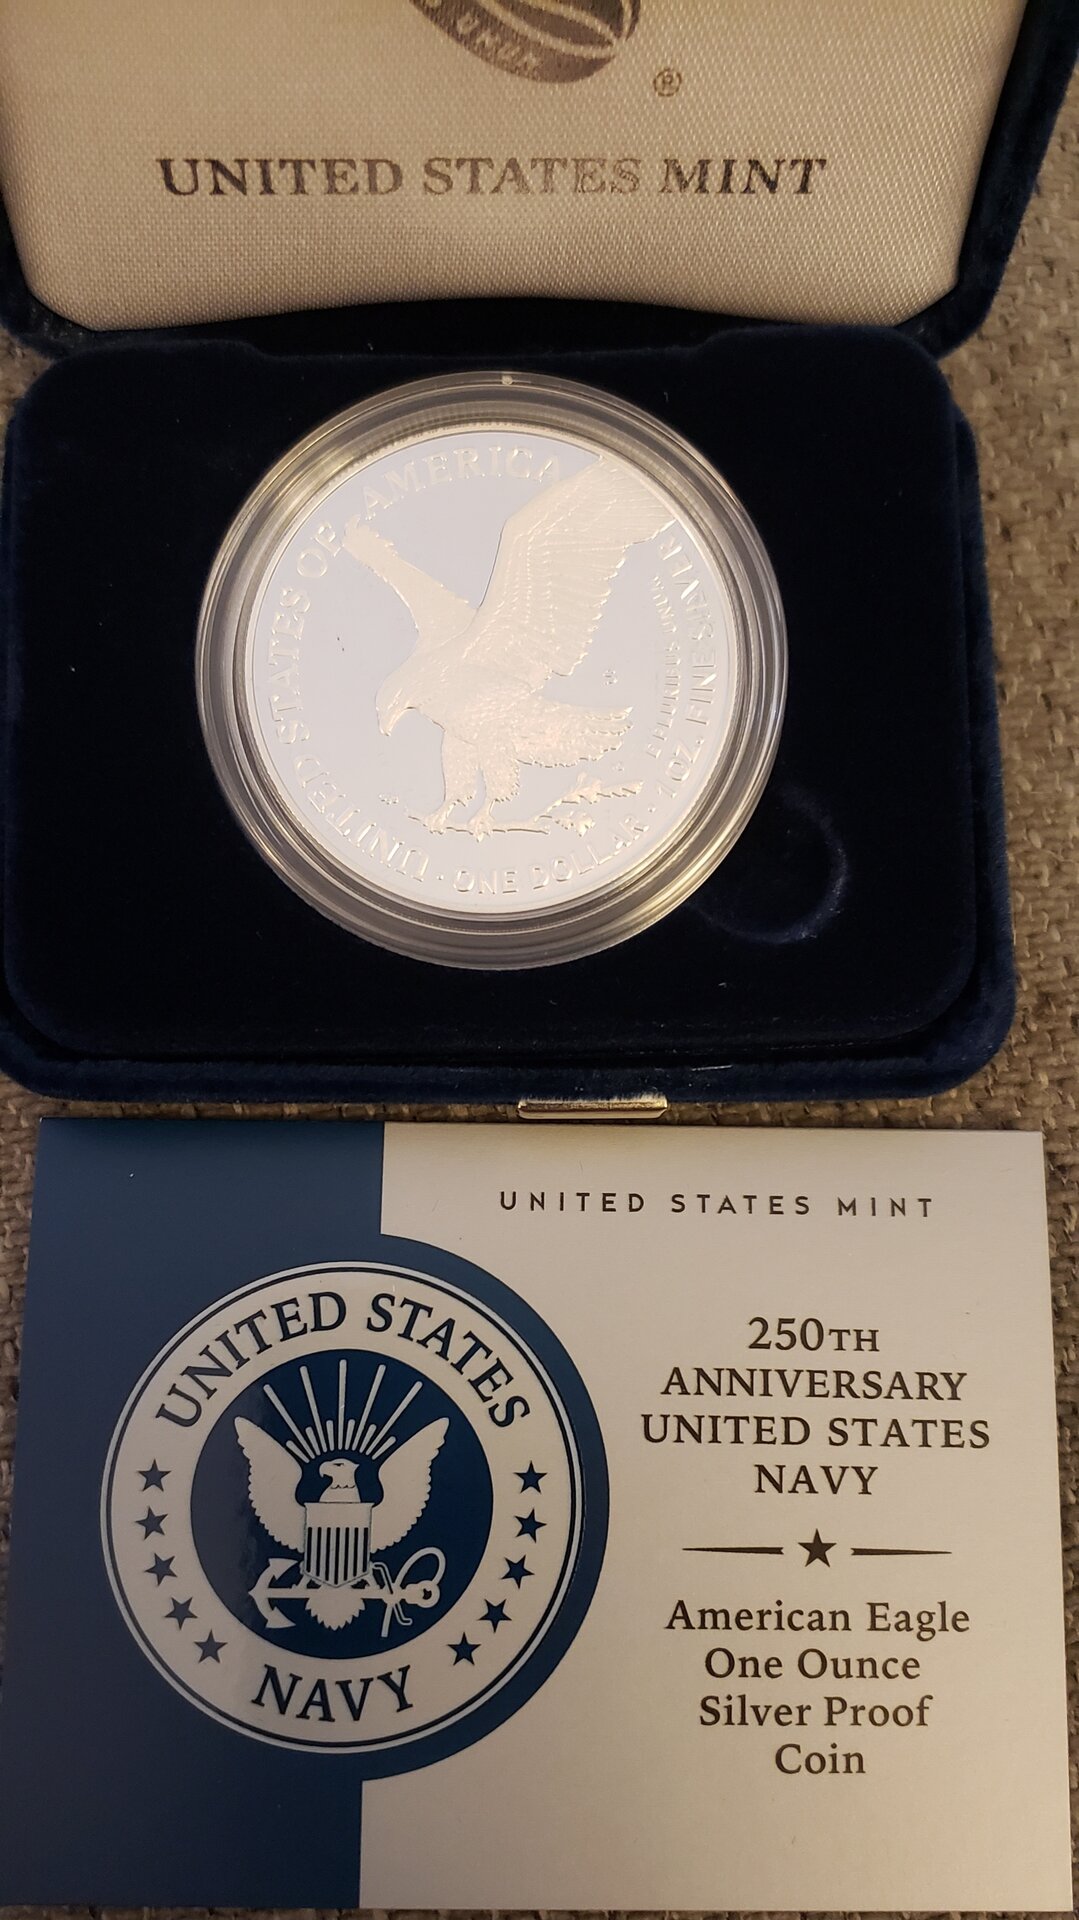 UNUM
®
UNITED STATES MINT
UNITED STATES OF AMERICA
1 OZ. FINE SILVER
E PLURIBUS UNUM
S
· ONE DOLLAR ·
UNITED STATES MINT
UNITED STATES
NAVY
250TH
ANNIVERSARY
UNITED STATES
NAVY
American Eagle
One Ounce
Silver Proof
Coin